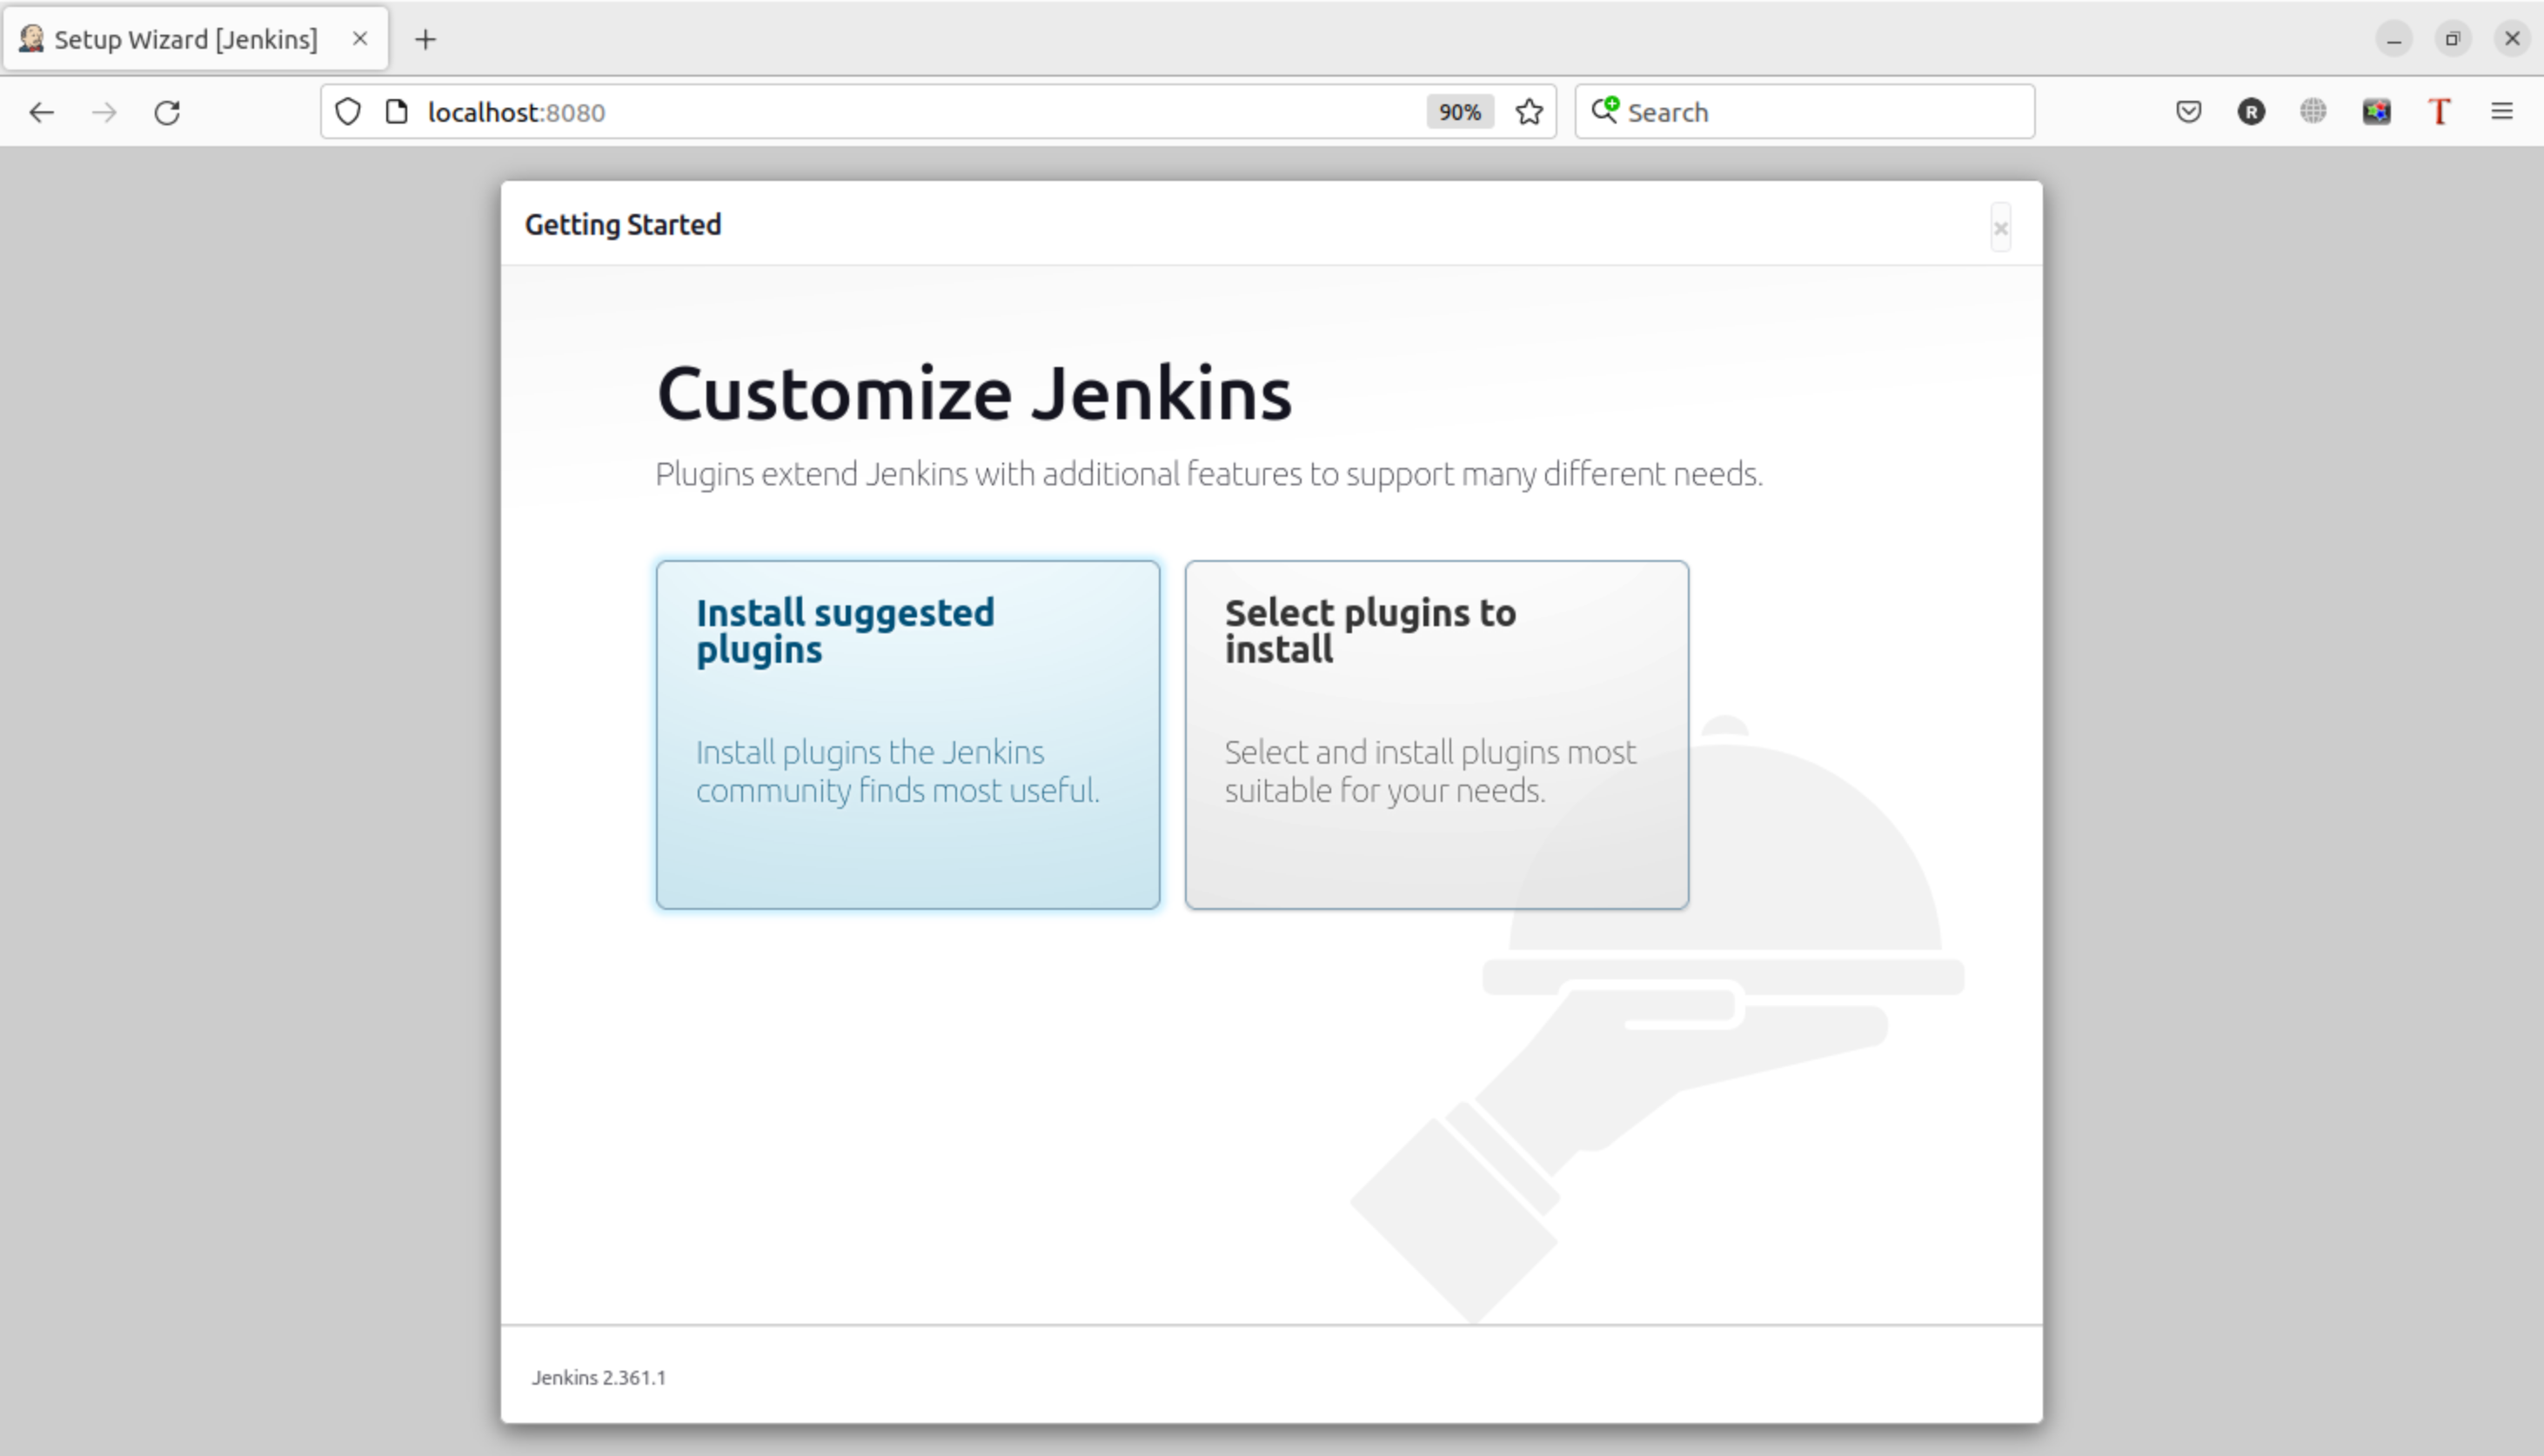 Setup Wizard [Jenkins]
localhost:8080
90%
Search
R
T
Getting Started
Customize Jenkins
Plugins extend Jenkins with additional features to support many different needs.
Install suggested
plugins
Install plugins the Jenkins
community finds most useful.
Select plugins to
install
Select and install plugins most
suitable for your needs.
Jenkins 2.361.1